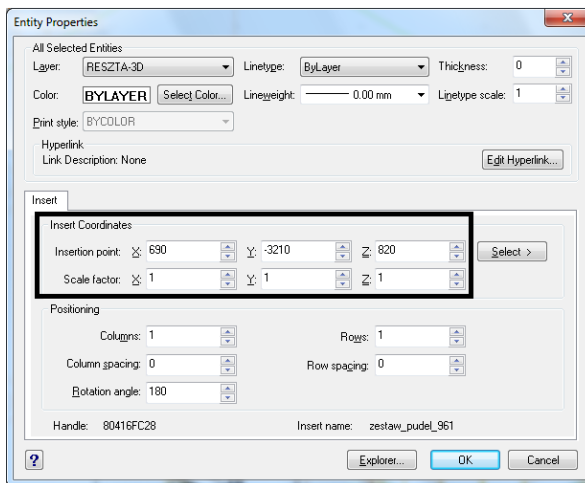 Entity Properties
All Selected Entities
Layer: RESZTA-3D Linetype: ByLayer Thickness: 0
Color: BYLAYER Select Color... Lineweight: 0.00 mm Linetype scale: 1
Print style: BYCOLOR
Hyperlink
Link Description: None Edit Hyperlink...
Insert
Insert Coordinates
Insertion point: X: 690 Y: -3210 Z: 820 Select >
Scale factor: X: 1 Y: 1 Z: 1
Positioning
Columns: 1 Rows: 1
Column spacing: 0 Row spacing: 0
Rotation angle: 180
Handle: 80416FC28 Insert name: zestaw_pudel_961
? Explorer... OK Cancel